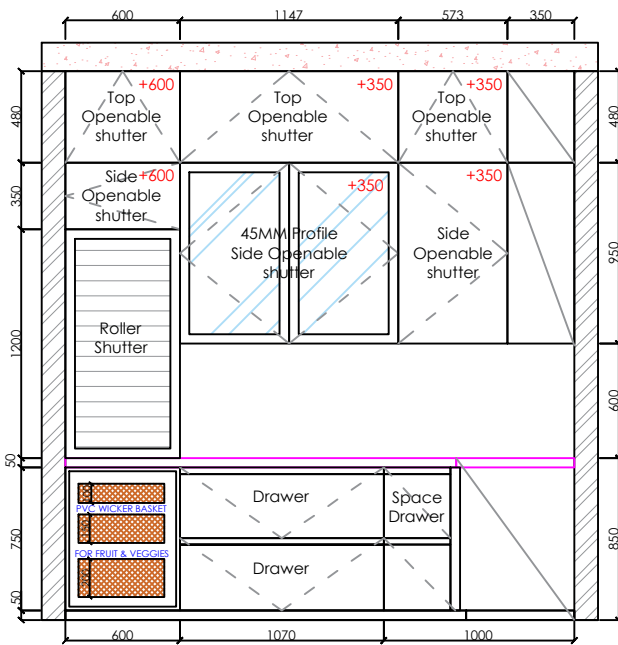 600
1147
573
350
480
+600
Top
Openable
shutter
+350
Top
Openable
shutter
+350
Top
Openable
shutter
480
350
+600
Side
Openable
shutter
+350
45MM Profile
Side Openable
shutter
+350
Side
Openable
shutter
950
1200
Roller
Shutter
600
50
PVC WICKER BASKET
FOR FRUIT & VEGGIES
Drawer
Space
Drawer
Drawer
750
850
50
600
1070
1000